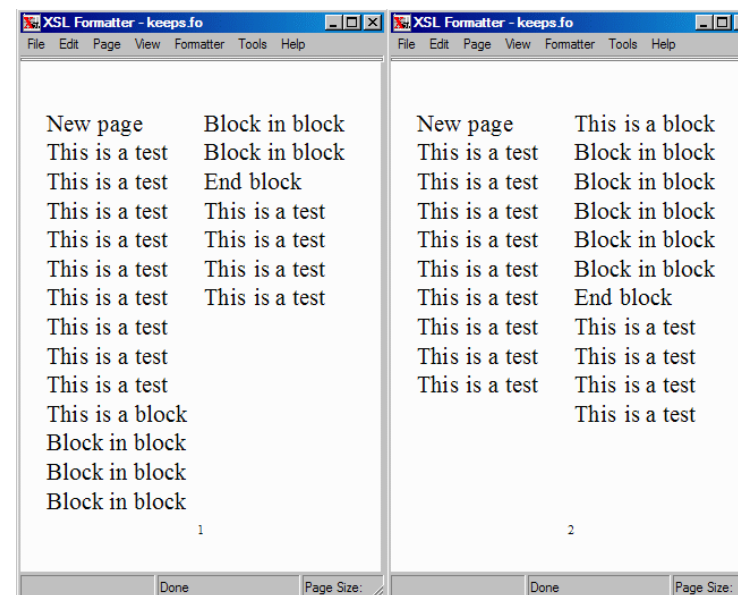 XSL Formatter - keeps.fo
File Edit Page View Formatter Tools Help
New page
This is a test
This is a test
This is a test
This is a test
This is a test
This is a test
This is a test
This is a test
This is a test
This is a block
Block in block
Block in block
Block in block
Block in block
Block in block
End block
This is a test
This is a test
This is a test
This is a test
1
Done
Page Size:
XSL Formatter - keeps.fo
File Edit Page View Formatter Tools Help
New page
This is a test
This is a test
This is a test
This is a test
This is a test
This is a test
This is a test
This is a test
This is a test
This is a block
Block in block
Block in block
Block in block
Block in block
Block in block
End block
This is a test
This is a test
This is a test
This is a test
2
Done
Page Size: